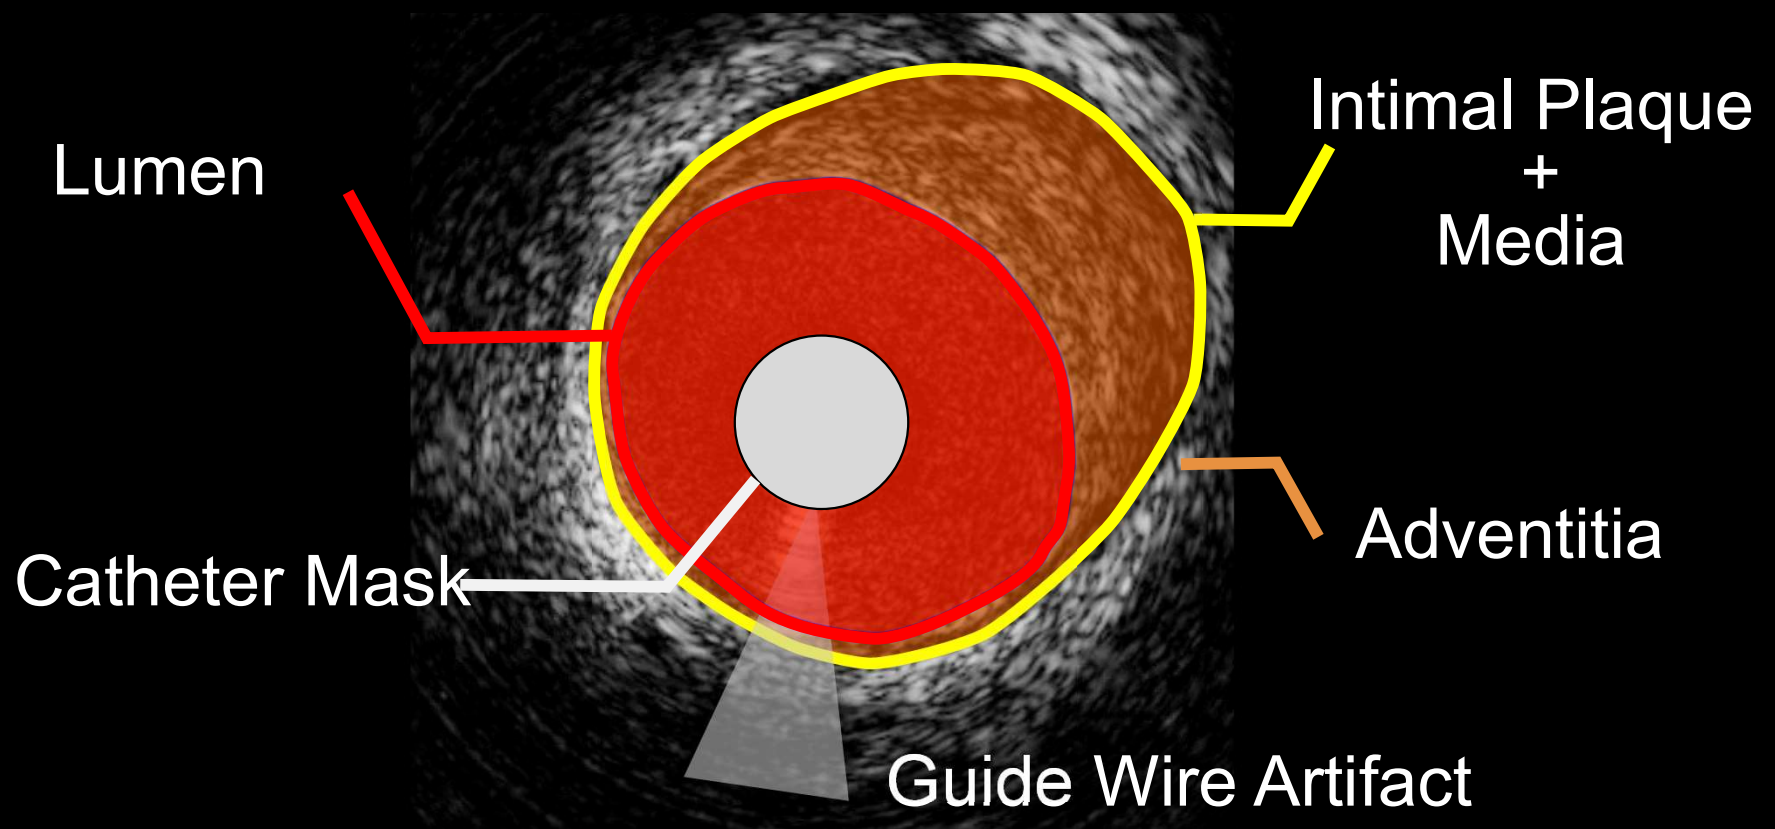 Lumen
Intimal Plaque
+
Media
Catheter Mask
Adventitia
Guide Wire Artifact